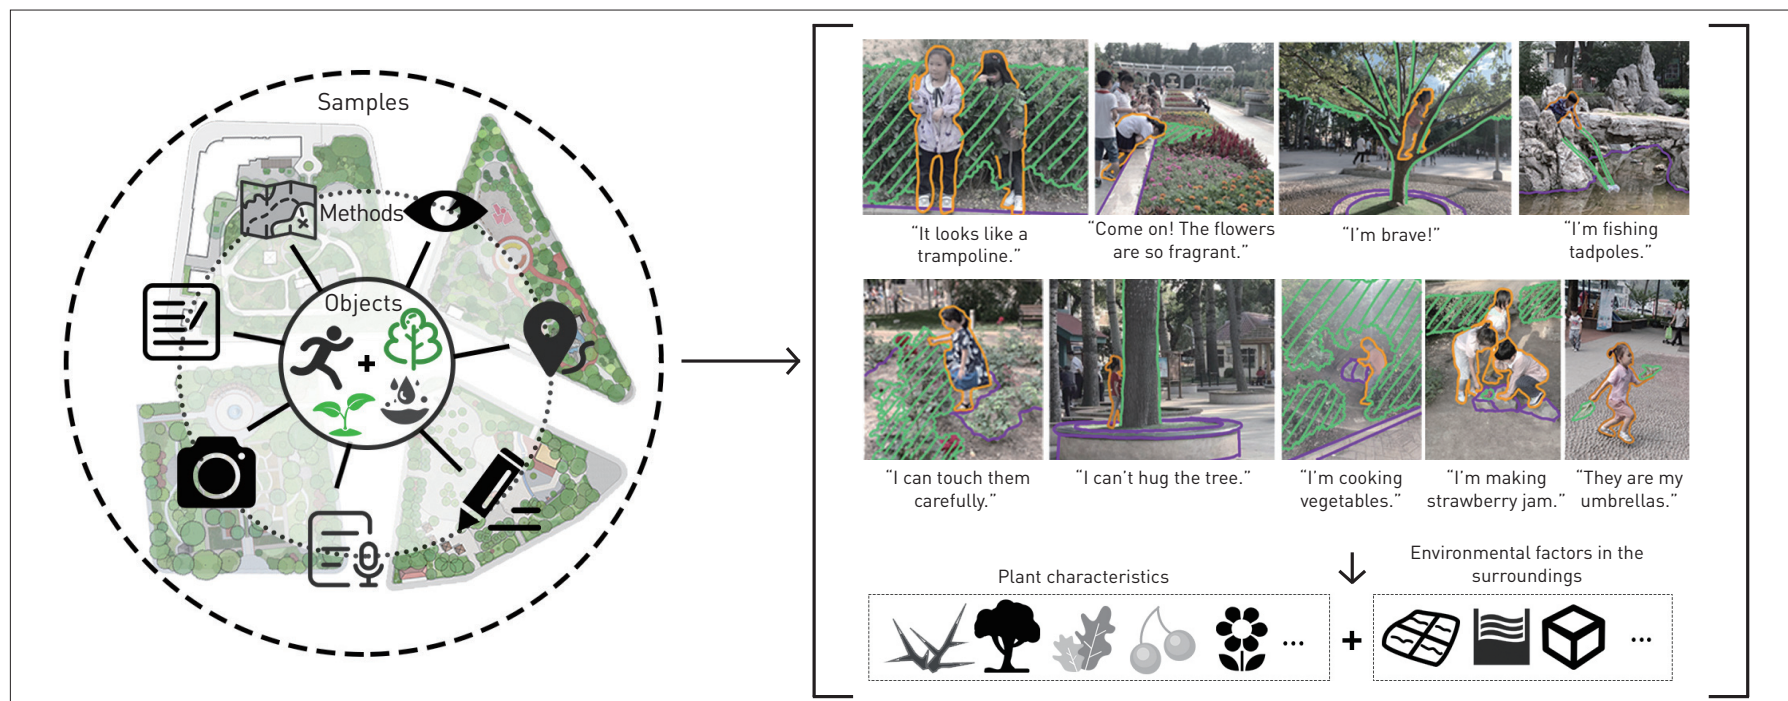 Samples
Methods
Objects
+
“It looks like a
trampoline.”
“Come on! The flowers
are so fragrant.”
“I’m brave!”
“I’m fishing
tadpoles.”
“I can touch them
carefully.”
“I can’t hug the tree.”
“I’m cooking
vegetables.”
“I’m making
strawberry jam.”
“They are my
umbrellas.”
Plant characteristics
Environmental factors in the
surroundings
...
+
...